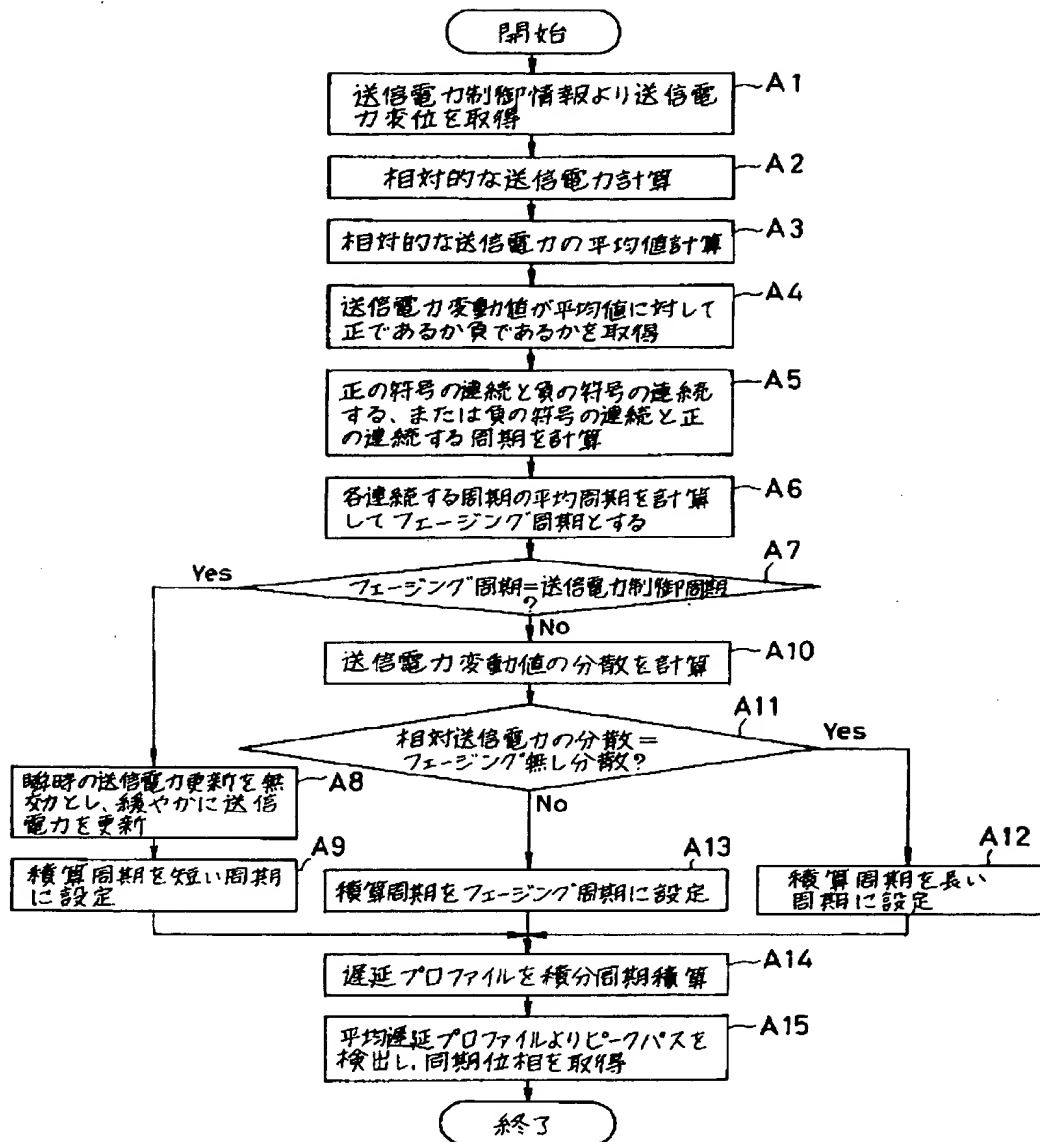 開始
A1
送信電力制御情報より送信電
力変位を取得
A2
相対的な送信電力計算
A3
相対的な送信電力の平均値計算
A4
送信電力変動値が平均値に対して
正であるか負であるかを取得
A5
正の符号の連続と負の符号の連続
する、または負の符号の連続と正
の連続する周期を計算
A6
各連続する周期の平均周期を計算
してフェージング周期とする
A7
Yes
フェージング周期=送信電力制御周期
?
No
A10
送信電力変動値の分散を計算
A11
相対送信電力の分散=
フェージング無し分散?
Yes
No
A8
瞬時の送信電力更新を無
効とし、緩やかに送信
電力を更新
A9
積算周期を短い周期
に設定
A13
積算周期をフェージング周期に設定
A12
積算周期を長い
周期に設定
A14
遅延プロファイルを積分周期積算
A15
平均遅延プロファイルよりピークパスを
検出し、同期位相を取得
終了